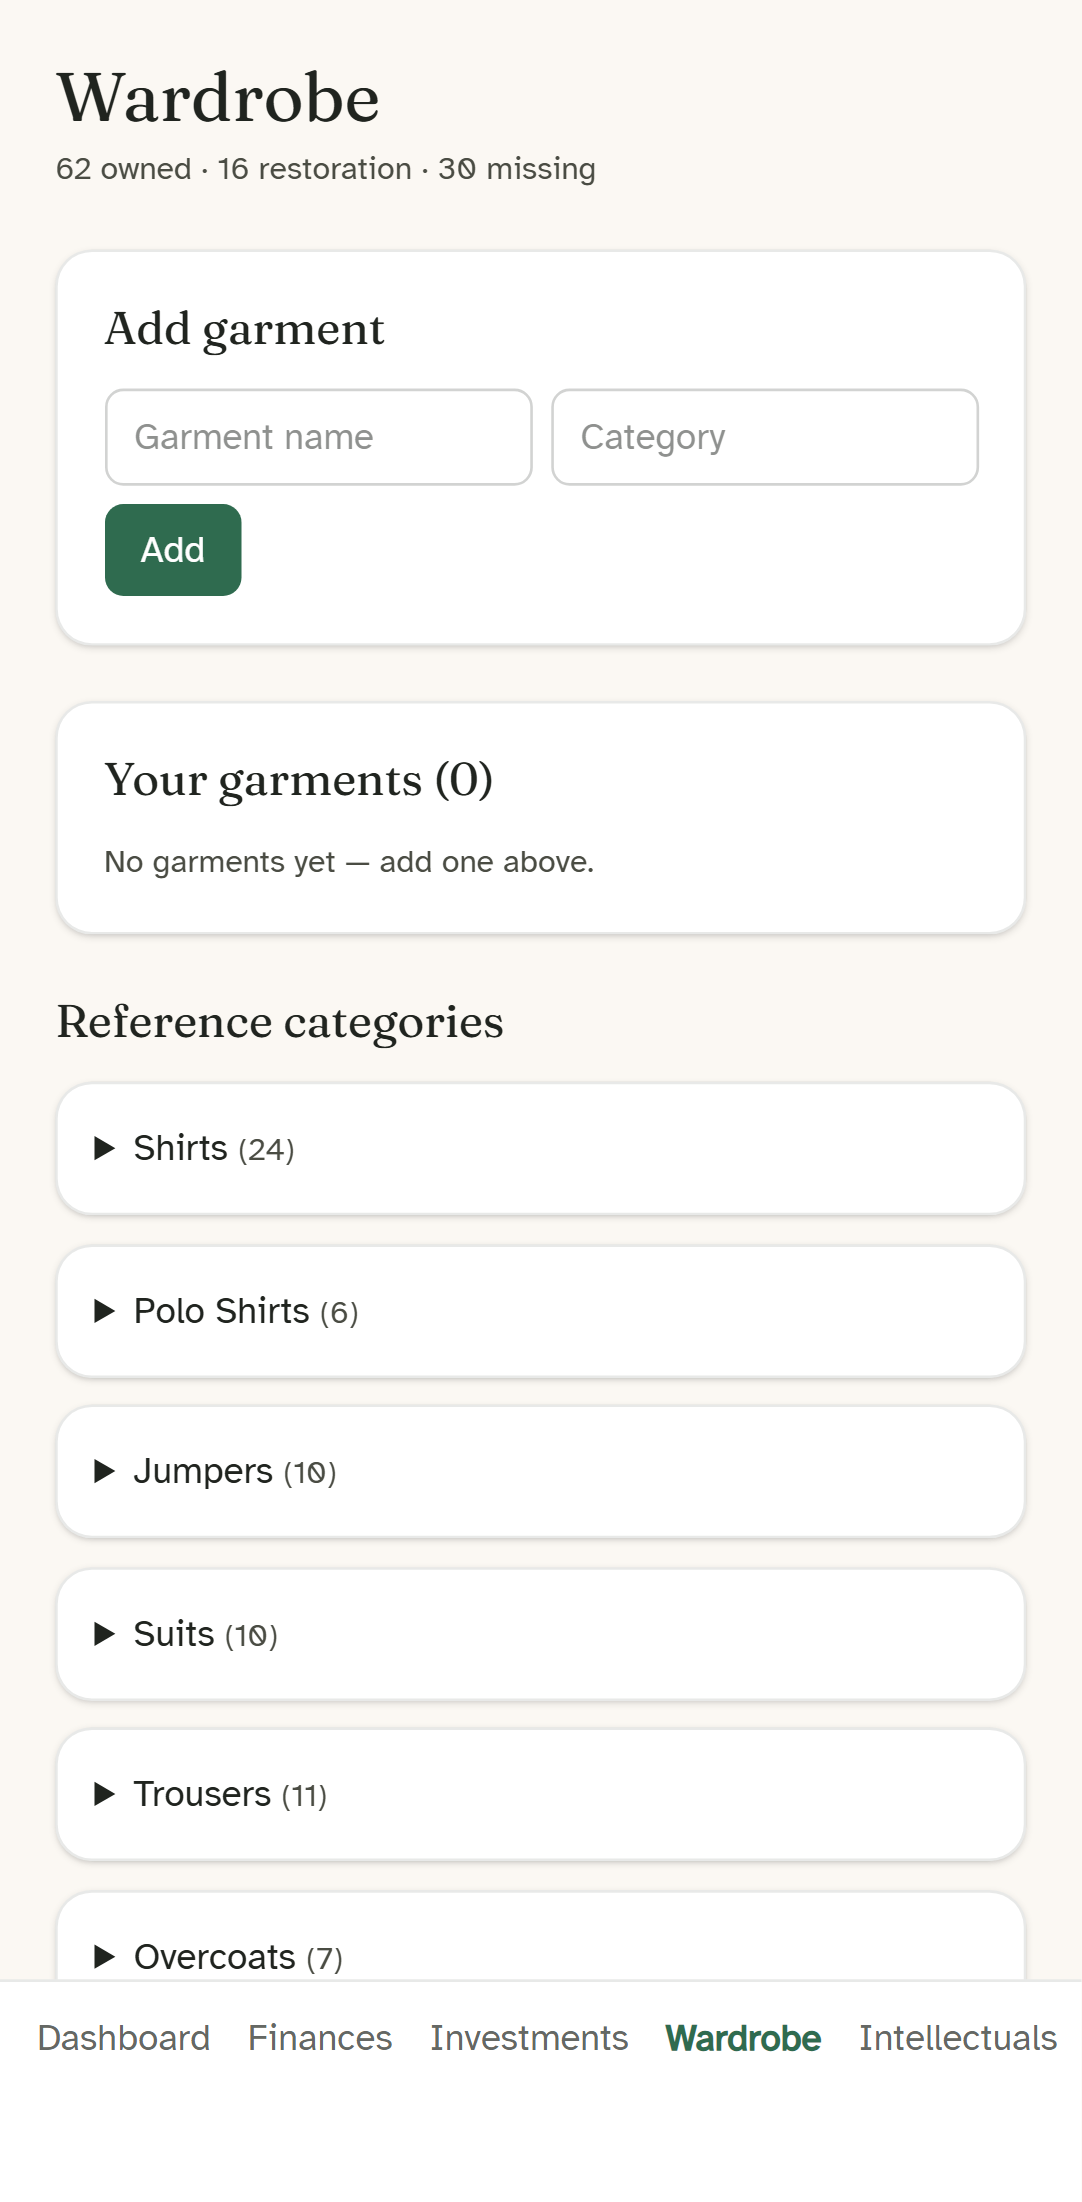 Wardrobe
62 owned · 16 restoration · 30 missing
Add garment
Garment name
Category
Add
Your garments (0)
No garments yet — add one above.
Reference categories
▶ Shirts (24)
▶ Polo Shirts (6)
▶ Jumpers (10)
▶ Suits (10)
▶ Trousers (11)
▶ Overcoats (7)
Dashboard Finances Investments Wardrobe Intellectuals